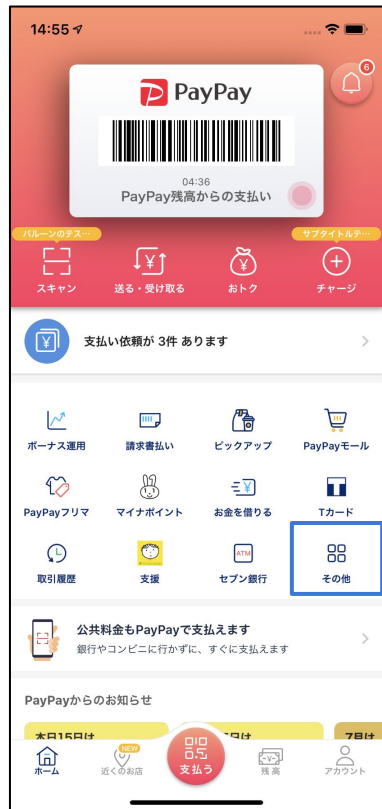 14:55
6
PayPay
04:36
PayPay残高からの支払い
バルーンのテス…
サブタイトルテ…
スキャン
送る・受け取る
おトク
チャージ
支払い依頼が 3件 あります
ボーナス運用
請求書払い
ピックアップ
PayPayモール
PayPayフリマ
マイナポイント
お金を借りる
Tカード
取引履歴
支援
ATM
セブン銀行
その他
公共料金もPayPayで支払えます
銀行やコンビニに行かずに、すぐに支払えます
PayPayからのお知らせ
本日15日は
5日は
7月は
ホーム
NEW
近くのお店
支払う
残高
アカウント